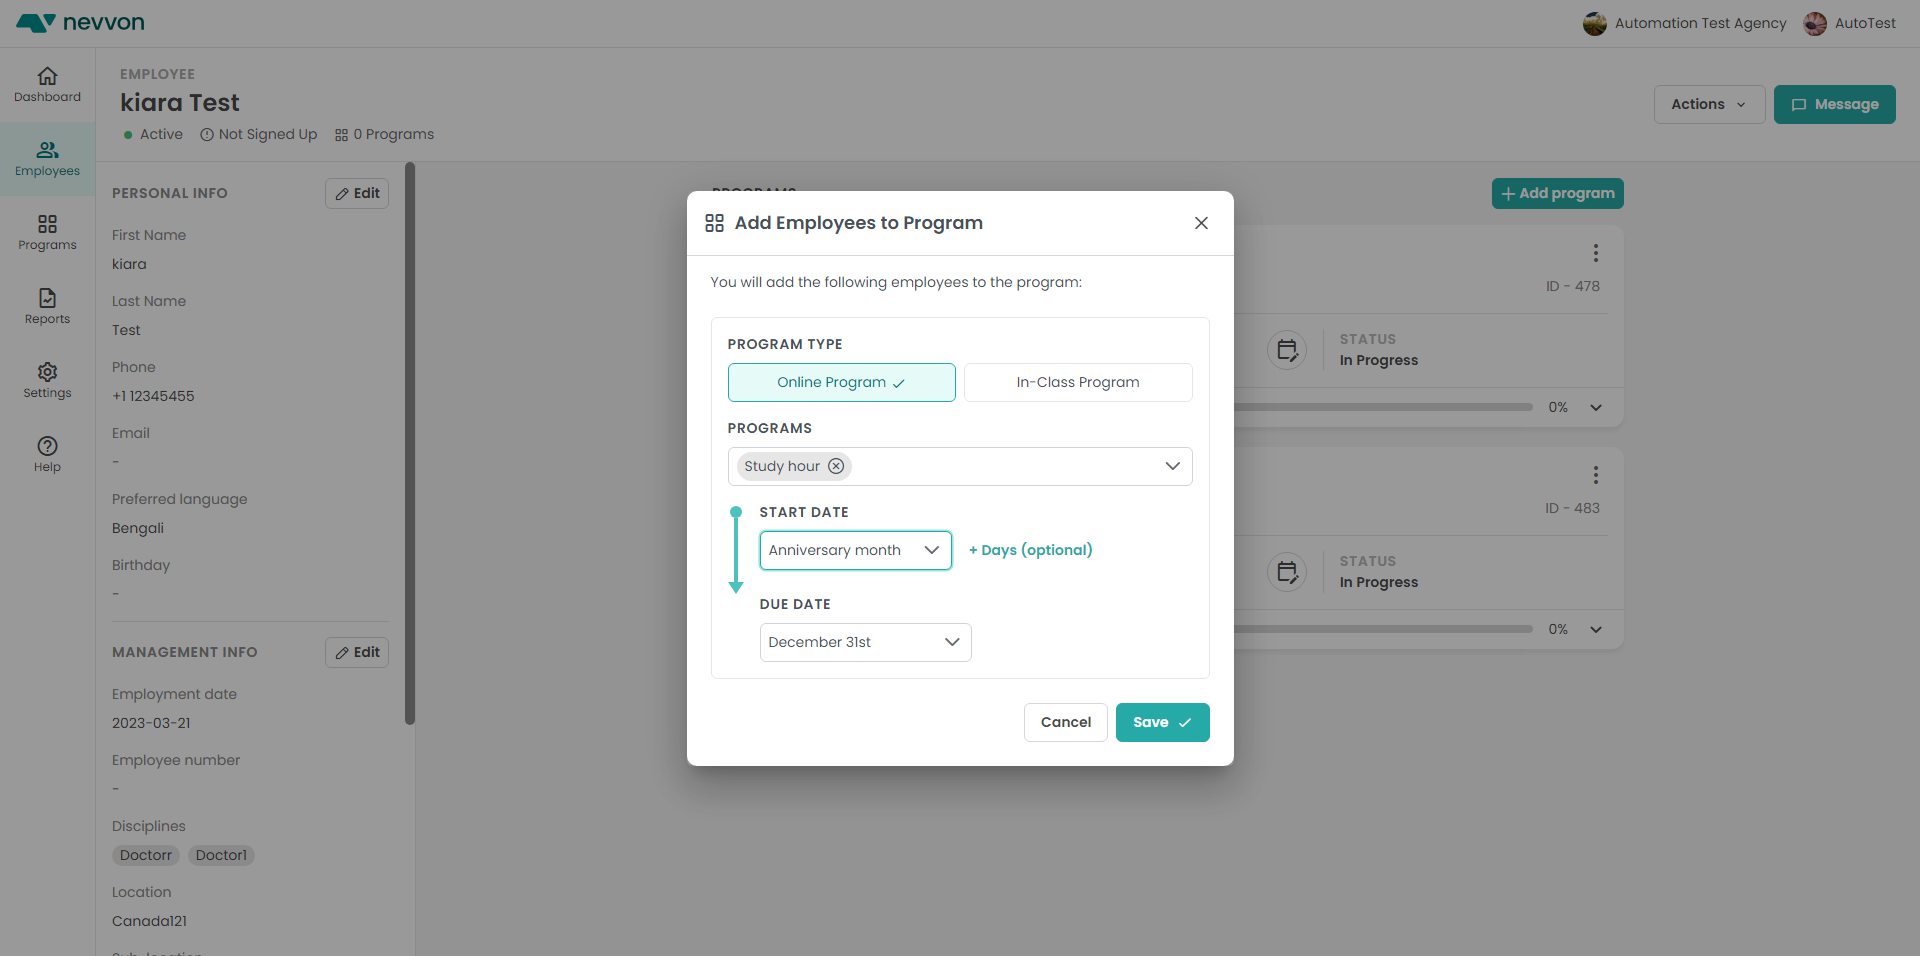 nevvon
Automation Test Agency
AutoTest
Dashboard
Employees
Programs
Reports
Settings
Help
EMPLOYEE
kiara Test
Active
Not Signed Up
0 Programs
Actions
Message
PERSONAL INFO
Edit
First Name
kiara
Last Name
Test
Phone
+1 12345455
Email
-
Preferred language
Bengali
Birthday
-
MANAGEMENT INFO
Edit
Employment date
2023-03-21
Employee number
-
Disciplines
Doctorr Doctor1
Location
Canada121
Sub-location
PROGRAMS
+ Add program
ID - 478
STATUS
In Progress
0%
ID - 483
STATUS
In Progress
0%
Add Employees to Program
You will add the following employees to the program:
PROGRAM TYPE
Online Program
In-Class Program
PROGRAMS
Study hour
START DATE
Anniversary month
+ Days (optional)
DUE DATE
December 31st
Cancel
Save